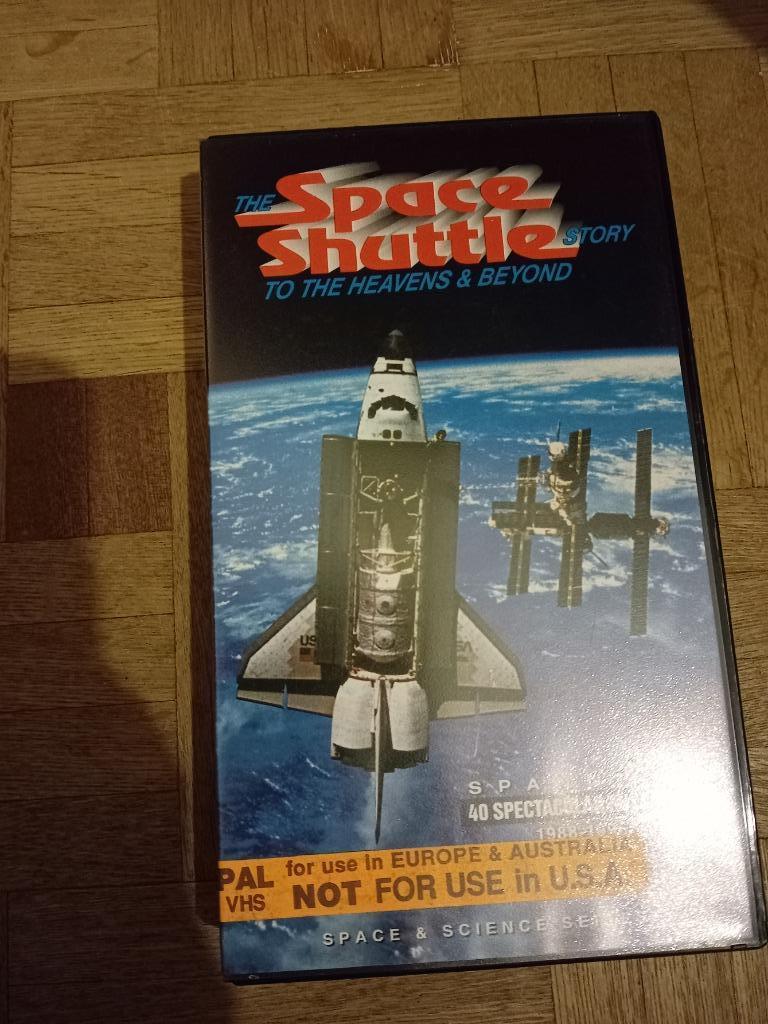 THE Space
Shuttle STORY
TO THE HEAVENS & BEYOND
US
40
PAL for use in EUROPE & AUSTRALIA
VHS NOT FOR USE in U.S.A.
SPACE & SCIENCE